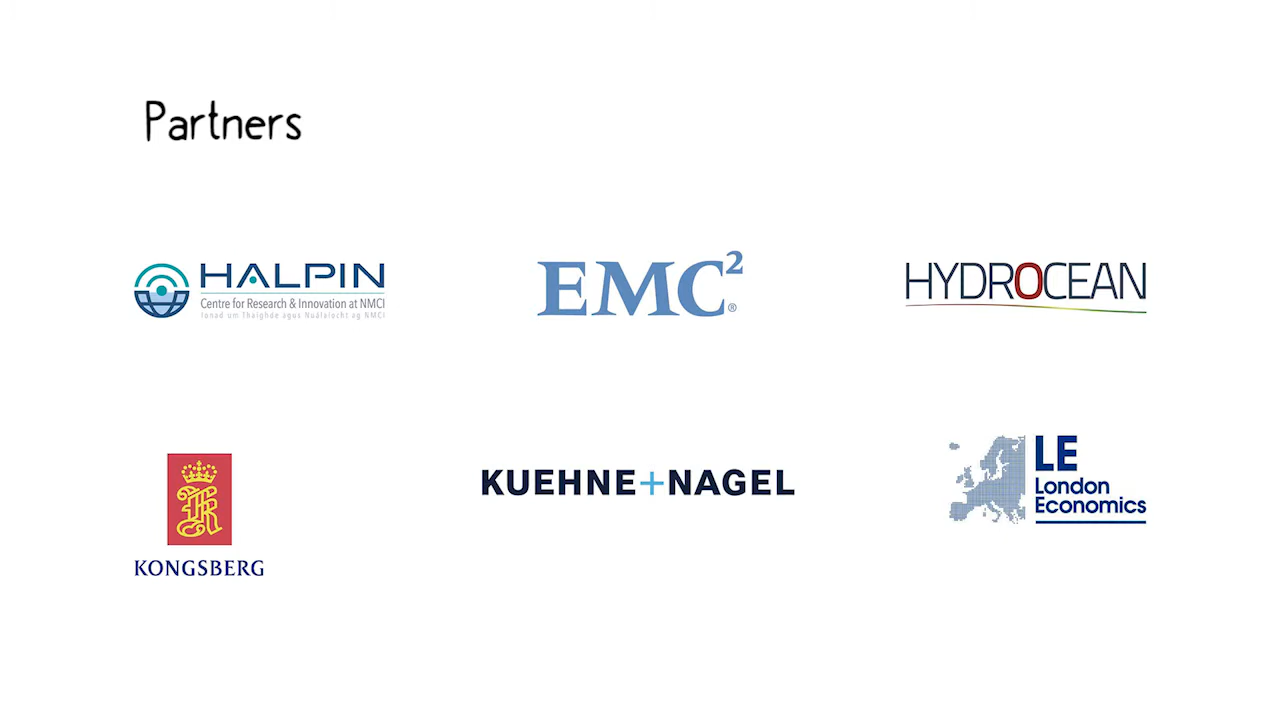 Partners
HALPIN
Centre for Research & Innovation at NMCI
Ionad um Thaighde agus Nuálaíocht ag NMCI
EMC²®
HYDROCEAN
KONGSBERG
KUEHNE+NAGEL
LE
London
Economics